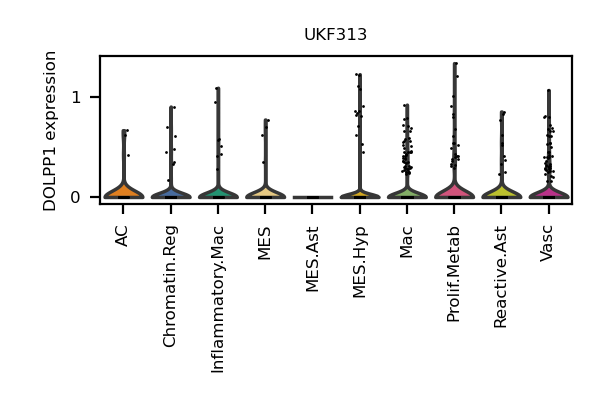 UKF313
DOLPP1 expression
1
0
AC
Chromatin.Reg
Inflammatory.Mac
MES
MES.Ast
MES.Hyp
Mac
Prolif.Metab
Reactive.Ast
Vasc